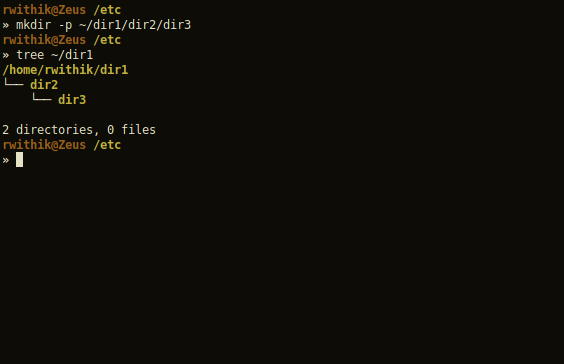 rwithik@Zeus /etc
» mkdir -p ~/dir1/dir2/dir3
rwithik@Zeus /etc
» tree ~/dir1
/home/rwithik/dir1
└── dir2
    └── dir3

2 directories, 0 files
rwithik@Zeus /etc
»